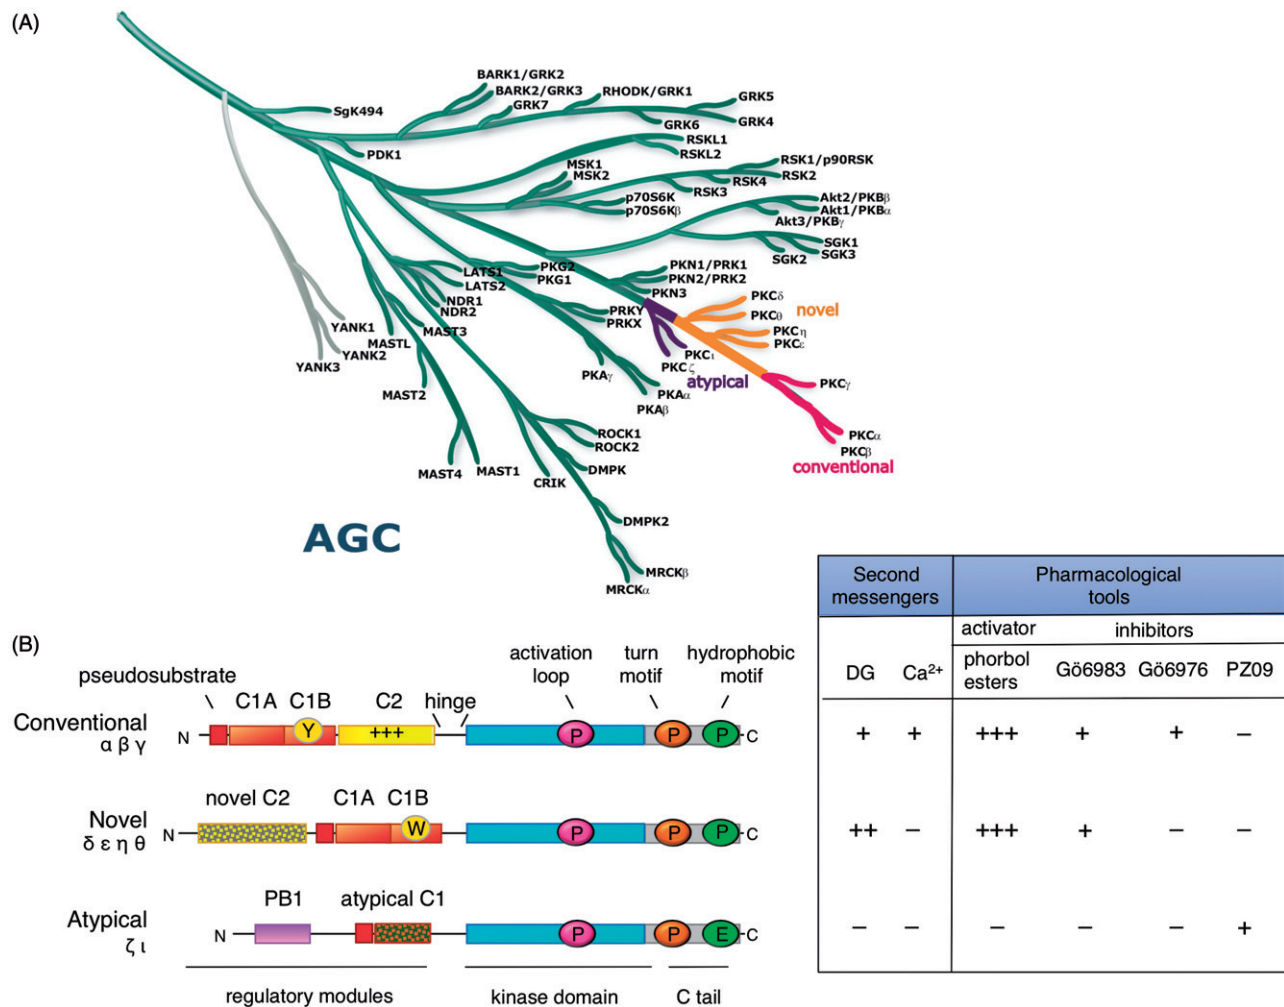 (A)
BARK1/GRK2
BARK2/GRK3
GRK7
RHODK/GRK1
GRK5
GRK4
GRK6
SgK494
PDK1
RSKL1
RSKL2
MSK1
MSK2
RSK1/p90RSK
RSK2
RSK4
RSK3
p70S6K
p70S6Kβ
Akt2/PKBβ
Akt1/PKBα
Akt3/PKBγ
SGK1
SGK3
SGK2
LATS1
LATS2
NDR1
NDR2
PKG2
PKG1
PKN1/PRK1
PKN2/PRK2
PKN3
PRKY
PRKX
PKCδ
PKCθ
novel
PKCη
PKCε
PKCι
PKCζ
atypical
YANK1
YANK2
YANK3
MASTL
MAST3
MAST2
PKAγ
PKAα
PKAβ
PKCγ
PKCα
PKCβ
conventional
ROCK1
ROCK2
MAST4
MAST1
CRIK
DMPK
DMPK2
MRCKβ
MRCKα
AGC
Second messengers Pharmacological tools
activator inhibitors
DG Ca2+ phorbol esters Gö6983 Gö6976 PZ09
+ + +++ + + –
++ – +++ + – –
– – – – – +
(B)
pseudosubstrate
activation loop
turn motif
hydrophobic motif
C1A C1B C2 hinge
Conventional
α β γ
N Y +++ P P P C
novel C2 C1A C1B
Novel
δ ε η θ
N W P P P C
PB1 atypical C1
Atypical
ζ ι
N P P E C
regulatory modules kinase domain C tail